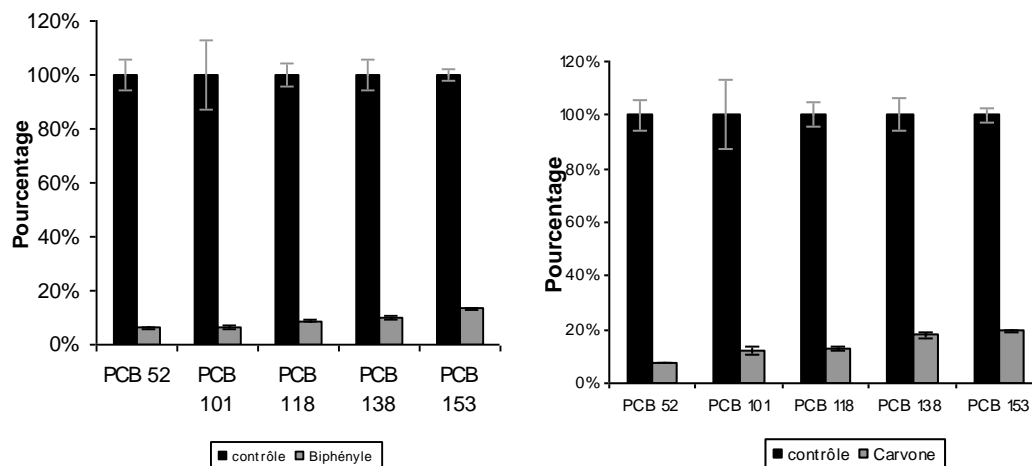 120%
100%
80%
60%
40%
20%
0%
Pourcentage
PCB 52
PCB
101
PCB
118
PCB
138
PCB
153
contrôle
Biphényle
120%
100%
80%
60%
40%
20%
0%
Pourcentage
PCB 52
PCB 101
PCB 118
PCB 138
PCB 153
contrôle
Carvone